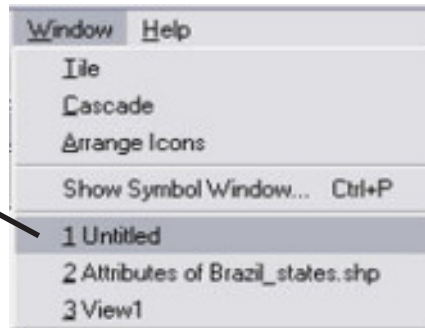 Window Help
Tile
Cascade
Arrange Icons
Show Symbol Window... Ctrl+P
1 Untitled
2 Attributes of Brazil_states.shp
3 View1